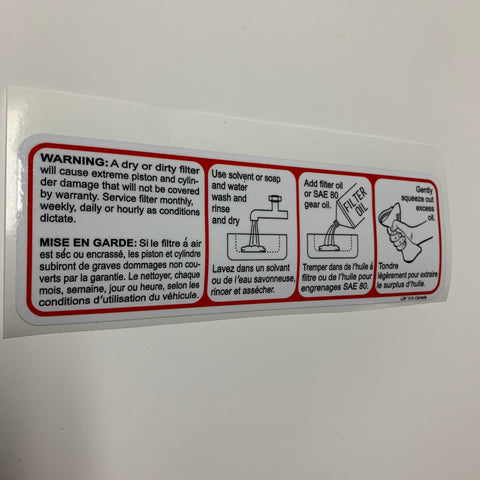 WARNING: A dry or dirty filter
will cause extreme piston and cylin-
der damage that will not be covered
by warranty. Service filter monthly,
weekly, daily or hourly as conditions
dictate.
MISE EN GARDE: Si le filtre á air
est séc ou encrassé, les piston et cylindre
subiront de graves dommages non cou-
verts par la garantie. Le nettoyer, chaque
mois, semaine, jour ou heure, selon les
conditions d'utilisation du véhicule.
Use solvent or soap
and water
wash and
rinse
and dry
Lavez dans un solvant
ou de l'eau savonneuse,
rincer et assécher.
Add filter oil
or SAE 80
gear oil.
FILTER
OIL
Tremper dans de l'huile á
filtre ou de l'huile pour
engrenages SAE 80.
Gently
squeeze out
excess
oil.
Tondre
légèrement pour extraire
le surplus d'huile.
in Canada